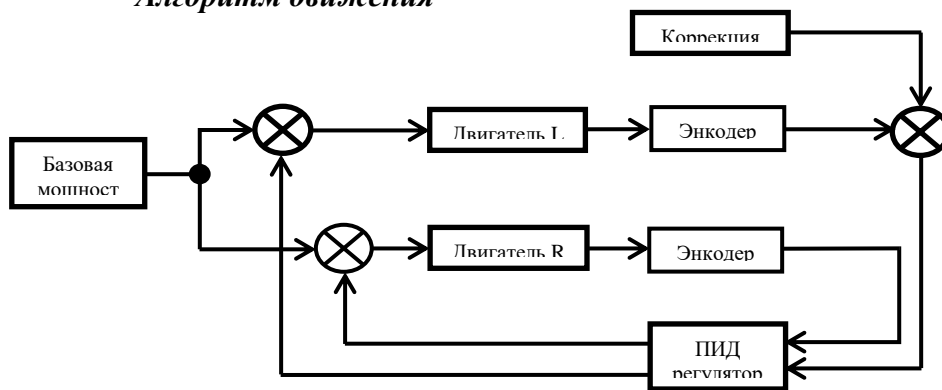 Алгоритм движения
Коррекция
Двигатель L
Энкодер
Базовая
мощност
Двигатель R
Энкодер
ПИД
регулятор